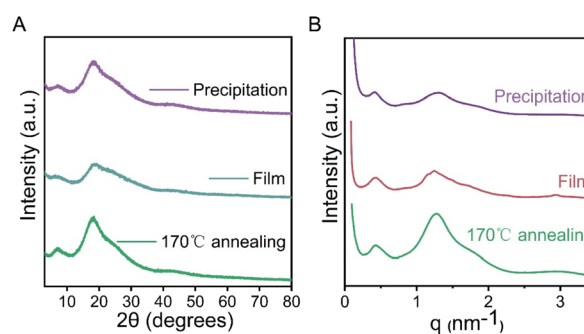 A
Intensity (a.u.)
Precipitation
Film
170℃ annealing
10 20 30 40 50 60 70 80
2θ (degrees)
B
Intensity (a.u.)
Precipitation
Film
170℃ annealing
0 1 2 3
q (nm-1)